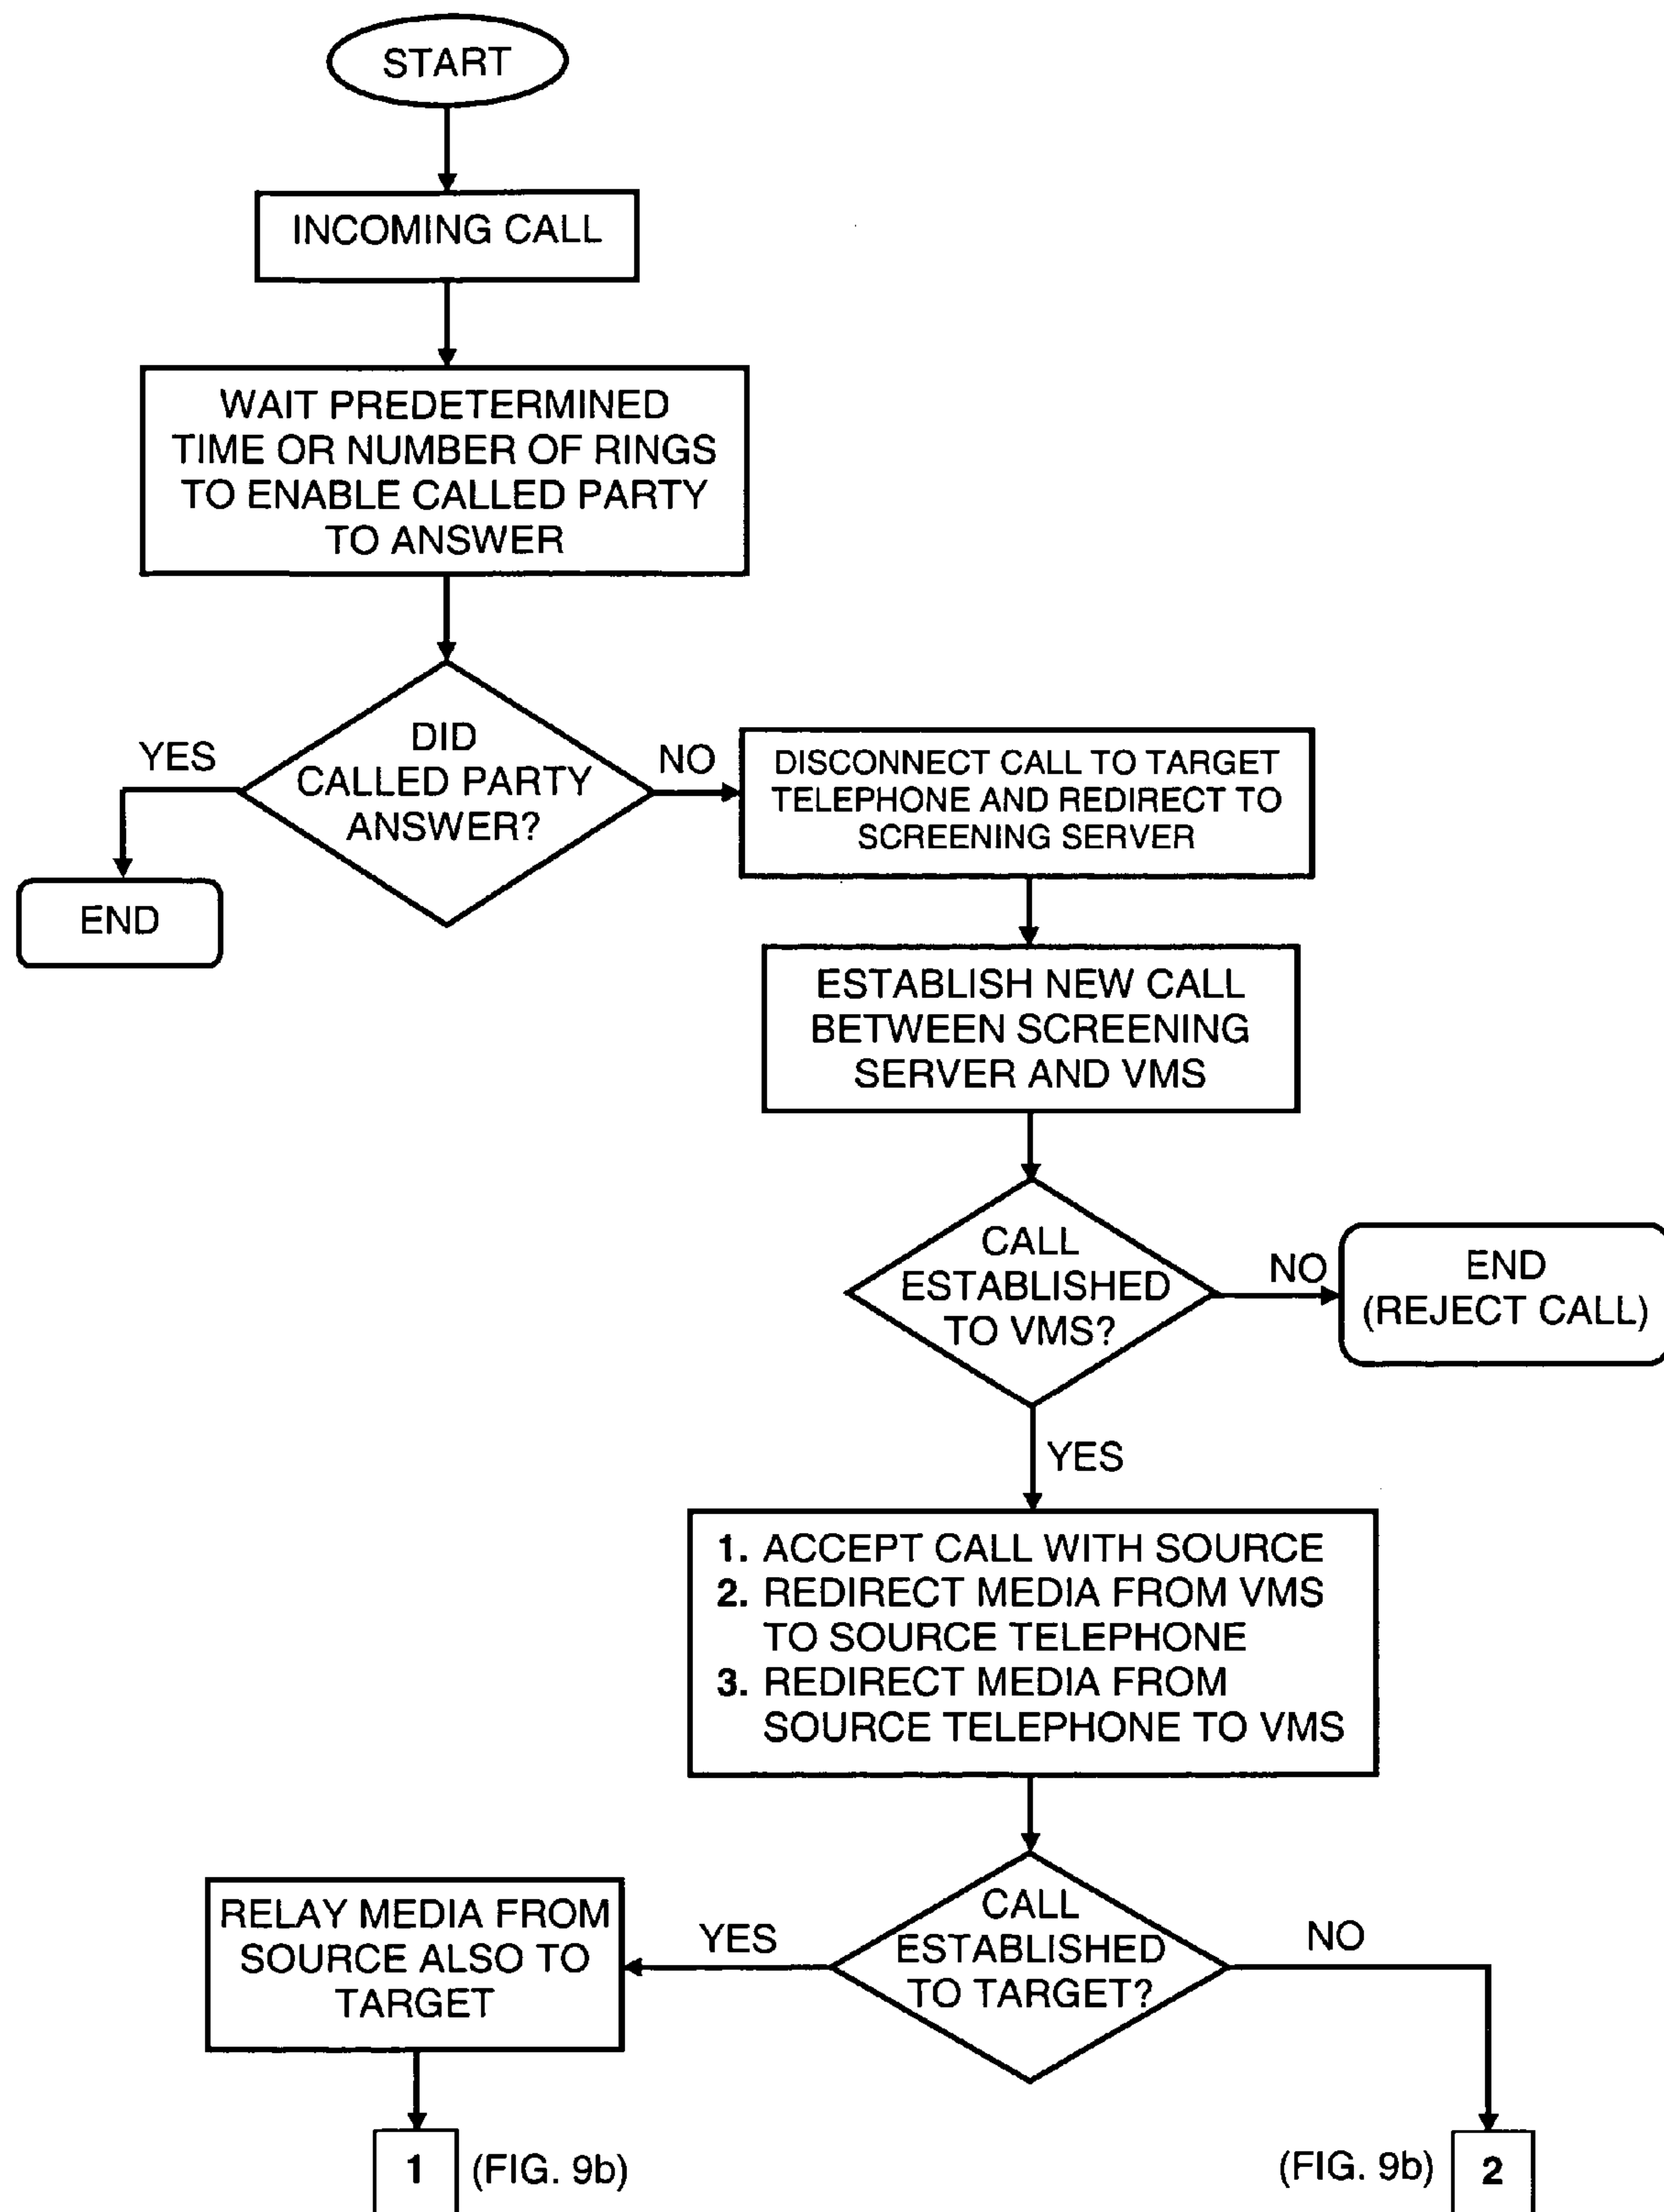 START
INCOMING CALL
WAIT PREDETERMINED
TIME OR NUMBER OF RINGS
TO ENABLE CALLED PARTY
TO ANSWER
DID
CALLED PARTY
ANSWER?
YES
END
NO
DISCONNECT CALL TO TARGET
TELEPHONE AND REDIRECT TO
SCREENING SERVER
ESTABLISH NEW CALL
BETWEEN SCREENING
SERVER AND VMS
CALL
ESTABLISHED
TO VMS?
NO
END
(REJECT CALL)
YES
1. ACCEPT CALL WITH SOURCE
2. REDIRECT MEDIA FROM VMS
TO SOURCE TELEPHONE
3. REDIRECT MEDIA FROM
SOURCE TELEPHONE TO VMS
CALL
ESTABLISHED
TO TARGET?
YES
RELAY MEDIA FROM
SOURCE ALSO TO
TARGET
1 (FIG. 9b)
NO
(FIG. 9b) 2